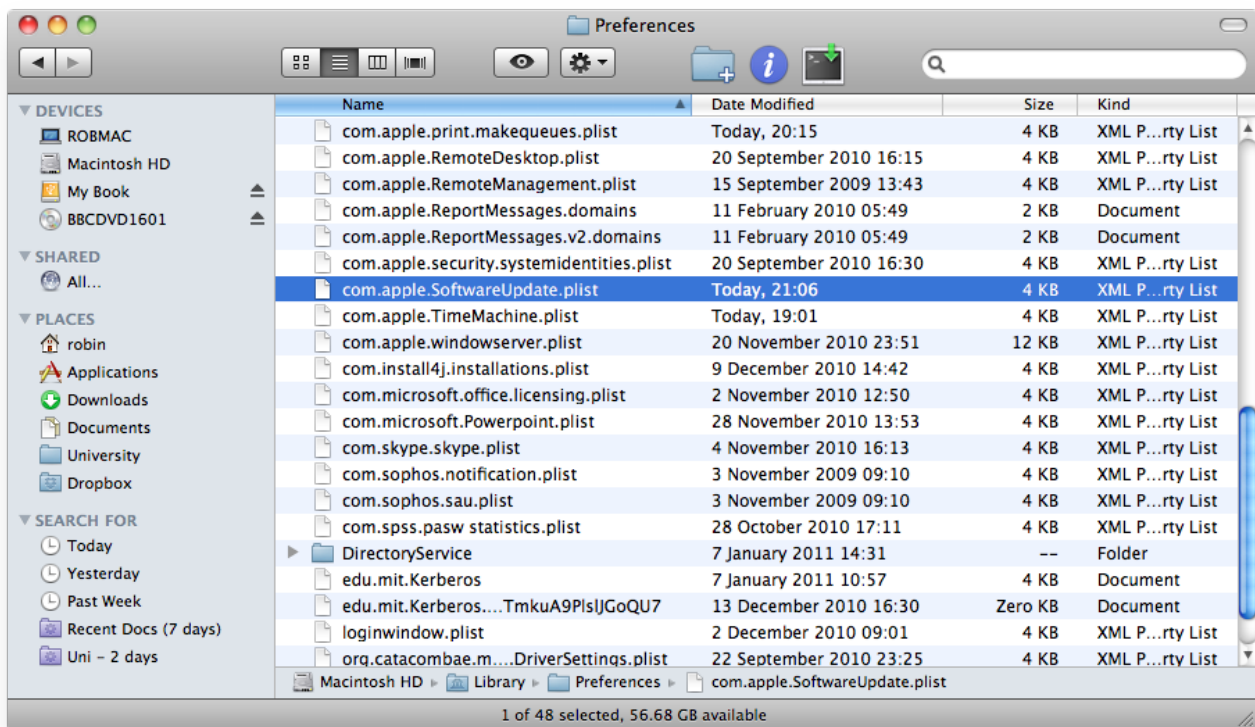 Preferences
Name Date Modified Size Kind
DEVICES
ROBMAC
Macintosh HD
My Book
BBCDVD1601
SHARED
All...
PLACES
robin
Applications
Downloads
Documents
University
Dropbox
SEARCH FOR
Today
Yesterday
Past Week
Recent Docs (7 days)
Uni – 2 days
com.apple.print.makequeues.plist Today, 20:15 4 KB XML P...rty List
com.apple.RemoteDesktop.plist 20 September 2010 16:15 4 KB XML P...rty List
com.apple.RemoteManagement.plist 15 September 2009 13:43 4 KB XML P...rty List
com.apple.ReportMessages.domains 11 February 2010 05:49 2 KB Document
com.apple.ReportMessages.v2.domains 11 February 2010 05:49 2 KB Document
com.apple.security.systemidentities.plist 20 September 2010 16:30 4 KB XML P...rty List
com.apple.SoftwareUpdate.plist Today, 21:06 4 KB XML P...rty List
com.apple.TimeMachine.plist Today, 19:01 4 KB XML P...rty List
com.apple.windowserver.plist 20 November 2010 23:51 12 KB XML P...rty List
com.install4j.installations.plist 9 December 2010 14:42 4 KB XML P...rty List
com.microsoft.office.licensing.plist 2 November 2010 12:50 4 KB XML P...rty List
com.microsoft.Powerpoint.plist 28 November 2010 13:53 4 KB XML P...rty List
com.skype.skype.plist 4 November 2010 16:13 4 KB XML P...rty List
com.sophos.notification.plist 3 November 2009 09:10 4 KB XML P...rty List
com.sophos.sau.plist 3 November 2009 09:10 4 KB XML P...rty List
com.spss.pasw statistics.plist 28 October 2010 17:11 4 KB XML P...rty List
DirectoryService 7 January 2011 14:31 -- Folder
edu.mit.Kerberos 7 January 2011 10:57 4 KB Document
edu.mit.Kerberos....TmkuA9PlslJGoQU7 13 December 2010 16:30 Zero KB Document
loginwindow.plist 2 December 2010 09:01 4 KB XML P...rty List
org.catacombae.m....DriverSettings.plist 22 September 2010 23:25 4 KB XML P...rty List
Macintosh HD Library Preferences com.apple.SoftwareUpdate.plist
1 of 48 selected, 56.68 GB available